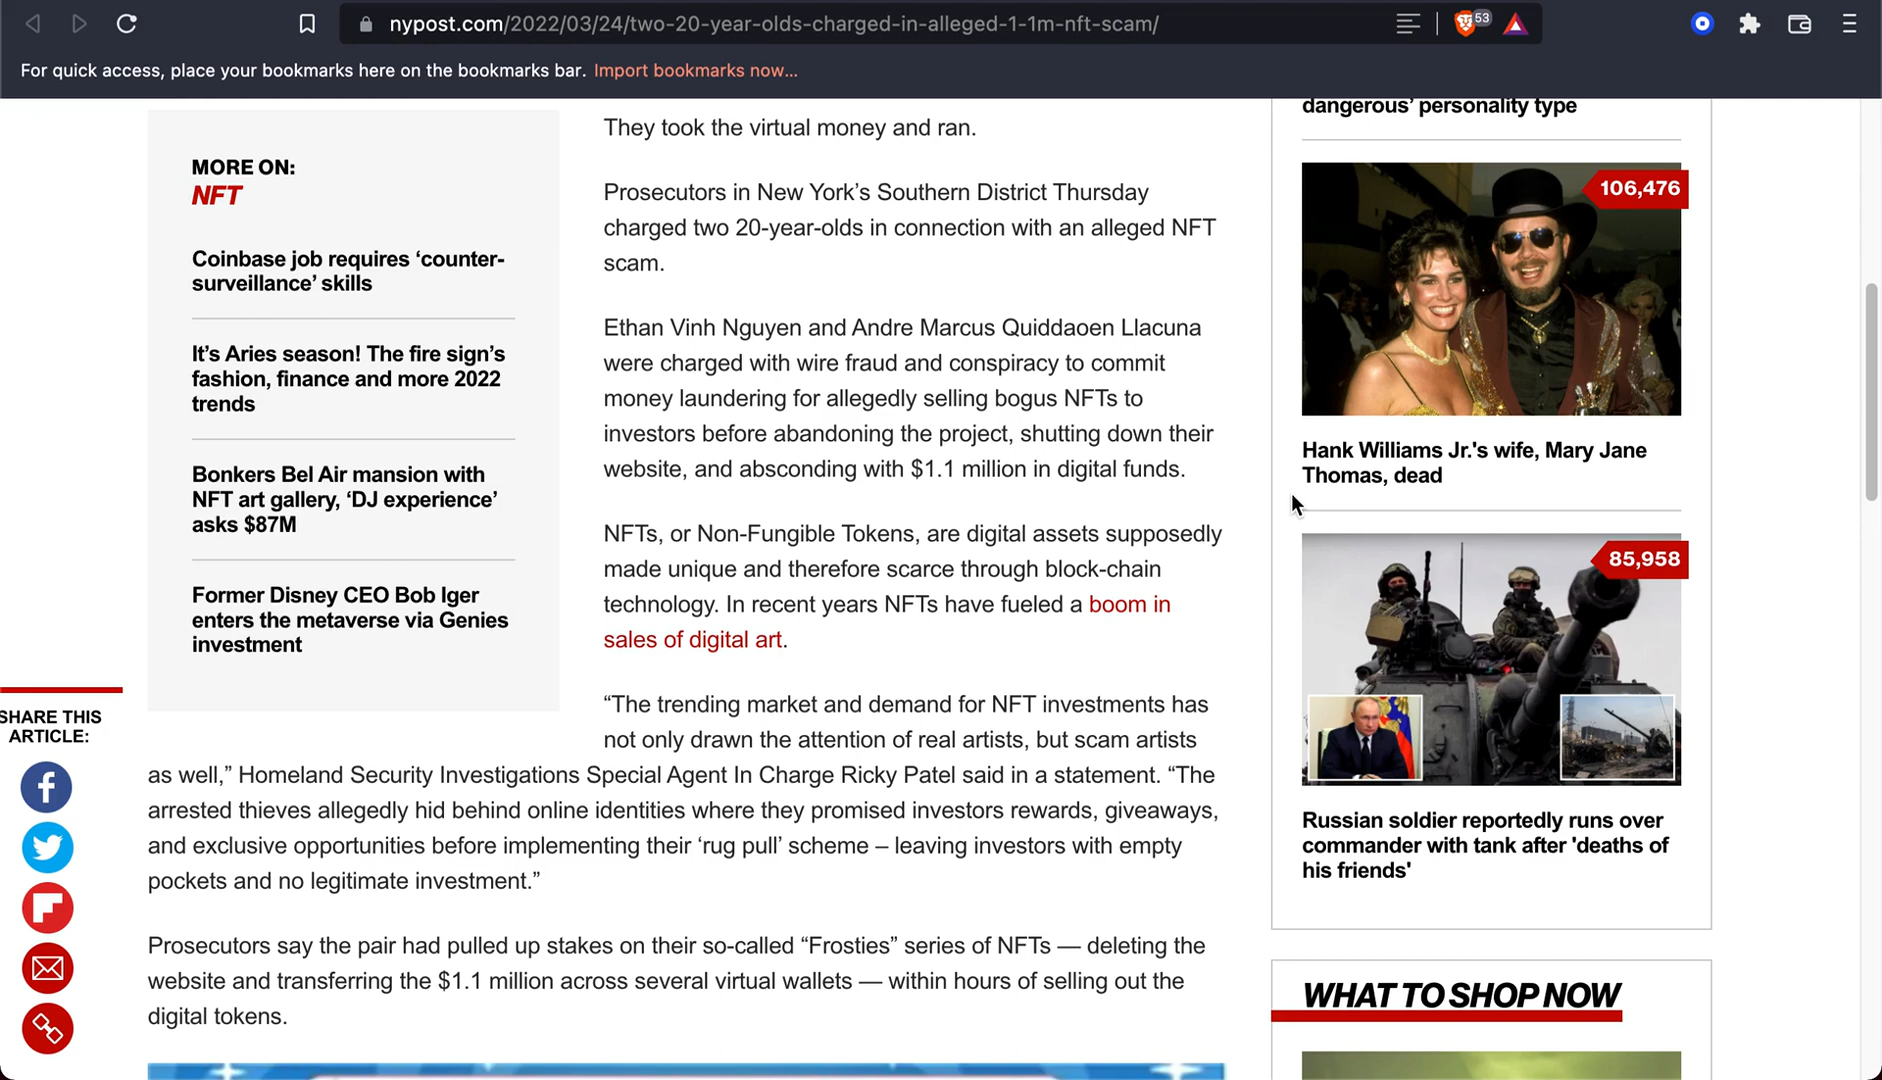 nypost.com/2022/03/24/two-20-year-olds-charged-in-alleged-1-1m-nft-scam/
53
For quick access, place your bookmarks here on the bookmarks bar. Import bookmarks now...
MORE ON:
NFT
Coinbase job requires ‘counter-
surveillance’ skills
It’s Aries season! The fire sign’s
fashion, finance and more 2022
trends
Bonkers Bel Air mansion with
NFT art gallery, ‘DJ experience’
asks $87M
Former Disney CEO Bob Iger
enters the metaverse via Genies
investment
SHARE THIS
ARTICLE:
They took the virtual money and ran.
Prosecutors in New York’s Southern District Thursday
charged two 20-year-olds in connection with an alleged NFT
scam.
Ethan Vinh Nguyen and Andre Marcus Quiddaoen Llacuna
were charged with wire fraud and conspiracy to commit
money laundering for allegedly selling bogus NFTs to
investors before abandoning the project, shutting down their
website, and absconding with $1.1 million in digital funds.
NFTs, or Non-Fungible Tokens, are digital assets supposedly
made unique and therefore scarce through block-chain
technology. In recent years NFTs have fueled a boom in
sales of digital art.
“The trending market and demand for NFT investments has
not only drawn the attention of real artists, but scam artists
as well,” Homeland Security Investigations Special Agent In Charge Ricky Patel said in a statement. “The
arrested thieves allegedly hid behind online identities where they promised investors rewards, giveaways,
and exclusive opportunities before implementing their ‘rug pull’ scheme – leaving investors with empty
pockets and no legitimate investment.”
Prosecutors say the pair had pulled up stakes on their so-called “Frosties” series of NFTs — deleting the
website and transferring the $1.1 million across several virtual wallets — within hours of selling out the
digital tokens.
dangerous’ personality type
106,476
Hank Williams Jr.'s wife, Mary Jane
Thomas, dead
85,958
Russian soldier reportedly runs over
commander with tank after 'deaths of
his friends'
WHAT TO SHOP NOW